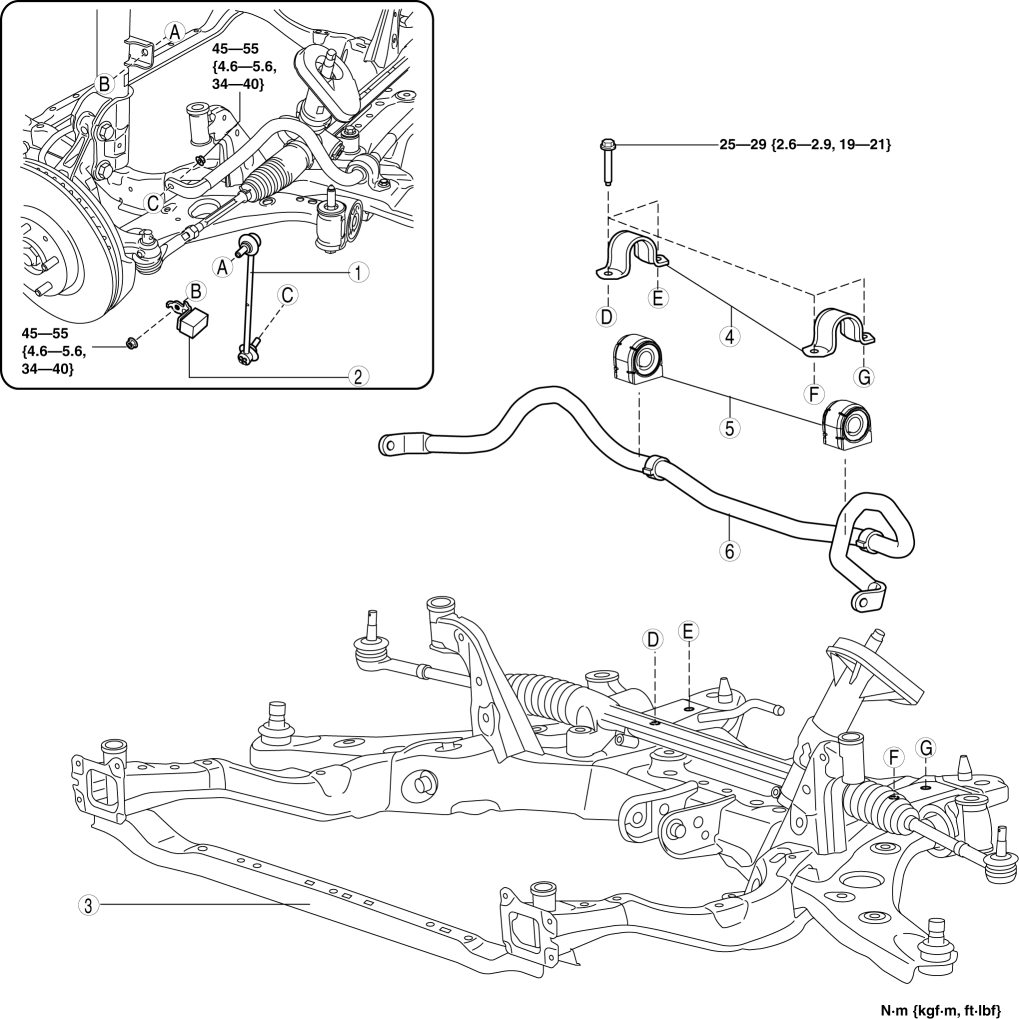 A
45—55
{4.6—5.6,
34—40}
B
C
A
1
C
B
45—55
{4.6—5.6,
34—40}
2
25—29 {2.6—2.9, 19—21}
E
D
4
G
F
5
6
D
E
F
G
3
N·m {kgf·m, ft·lbf}